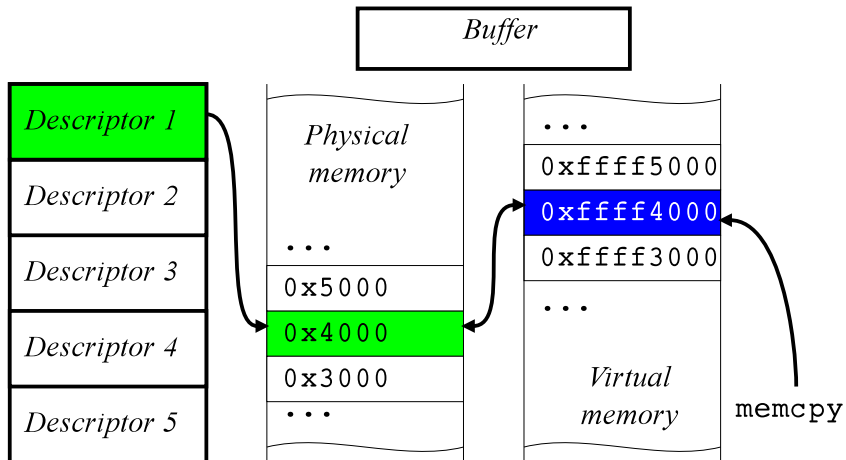 Buffer
Descriptor 1
Descriptor 2
Descriptor 3
Descriptor 4
Descriptor 5
Physical
memory
...
0x5000
0x4000
0x3000
...
...
0xffff5000
0xffff4000
0xffff3000
...
Virtual
memory
memcpy